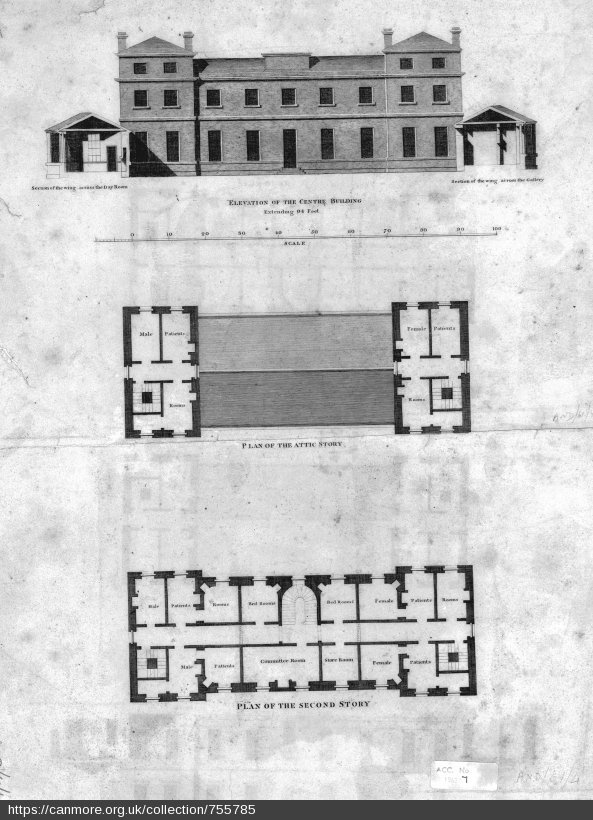 Section of the wing across the Day Room
Section of the wing across the Gallery
ELEVATION OF THE CENTRE BUILDING
Extending 94 Feet
0 10 20 30 40 50 60 70 80 90 100
SCALE
Male Patients
Rooms
Female Patients
Rooms
PLAN OF THE ATTIC STORY
Male Patients Rooms Bed Rooms Bed Rooms Female Patients Rooms
Male Patients Committee Room Store Room Female Patients
PLAN OF THE SECOND STORY
ACC. No.
7
https://canmore.org.uk/collection/755785